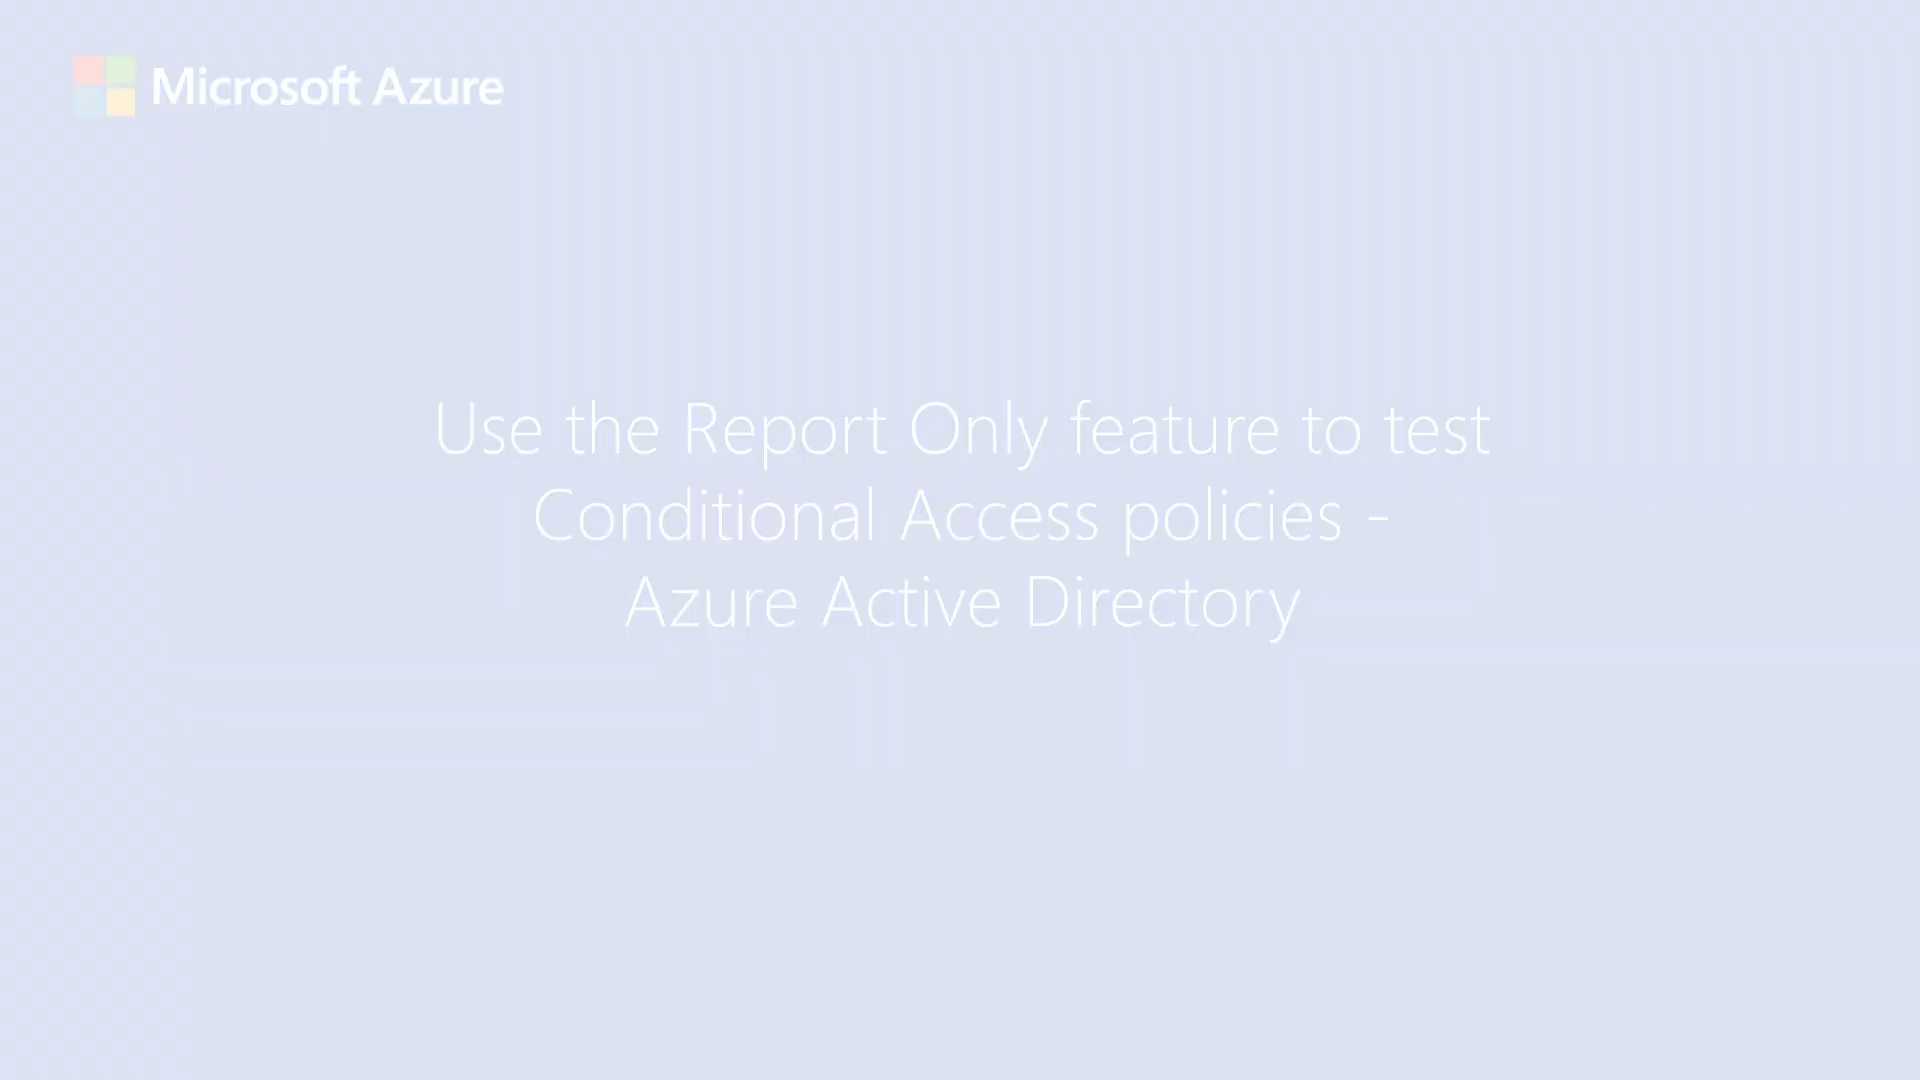 Microsoft Azure
Use the Report Only feature to test
Conditional Access policies -
Azure Active Directory